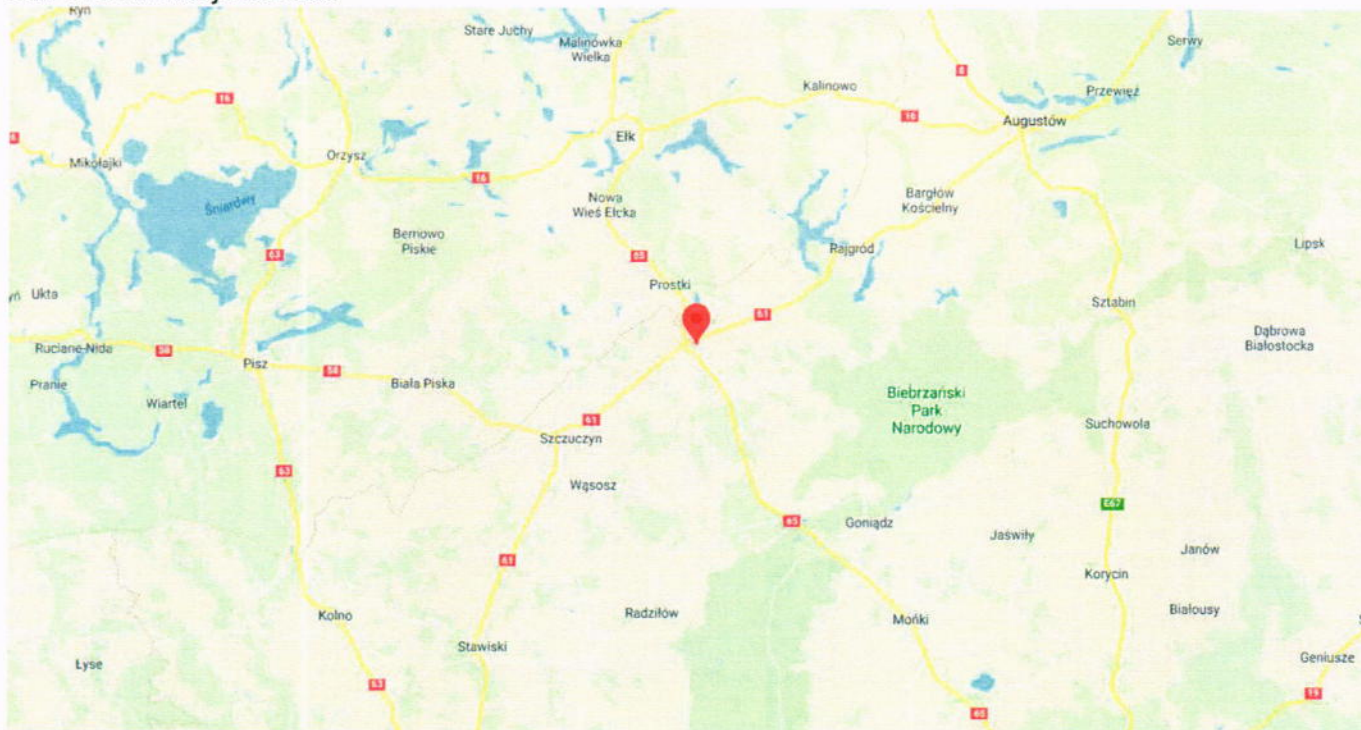 Ryn
Stare Juchy
Malinówka
Wielka
Serwy
8
Kalinowo
Przewięź
16
16
Ełk
Augustów
Mikołajki
Orzysz
16
Śniardwy
Nowa
Wieś Ełcka
Bargłów
Kościelny
Bemowo
Piskie
63
65
Rajgród
Lipsk
Ukta
Prostki
Sztabin
61
Ruciane-Nida
58
Pisz
Dąbrowa
Białostocka
58
Pranie
Biała Piska
Wiartel
Biebrzański
Park
Narodowy
61
Szczuczyn
Suchowola
63
Wąsosz
E67
65
Goniądz
Jaświły
Janów
61
Korycin
Kolno
Radziłów
Mońki
Białousy
Stawiski
Łyse
Geniusze
63
19
65